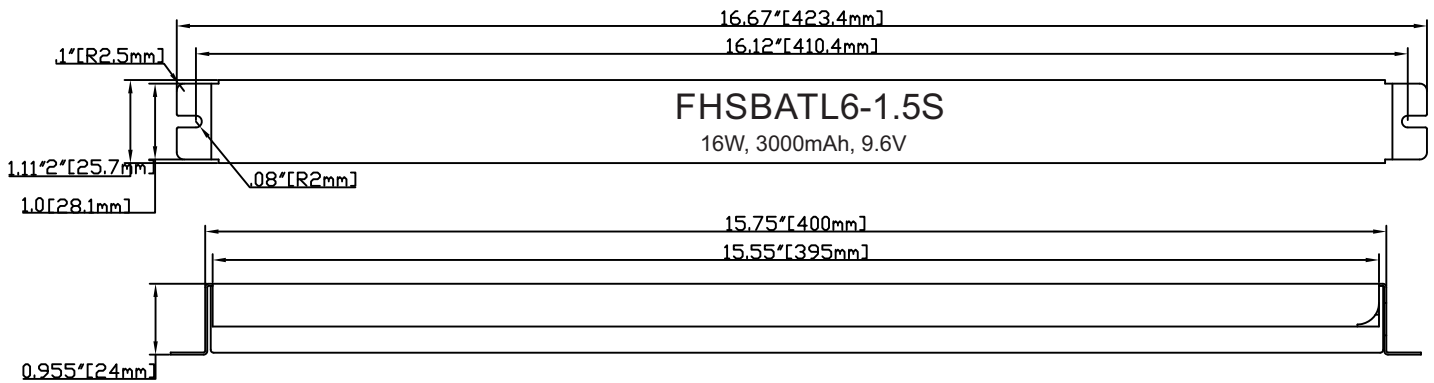 16.67"[423.4mm]
16.12"[410.4mm]
.1"[R2.5mm]
FHSBATL6-1.5S
16W, 3000mAh, 9.6V
1.11"2"[25.7mm]
.08"[R2mm]
1.0[28.1mm]
15.75"[400mm]
15.55"[395mm]
0.955"[24mm]